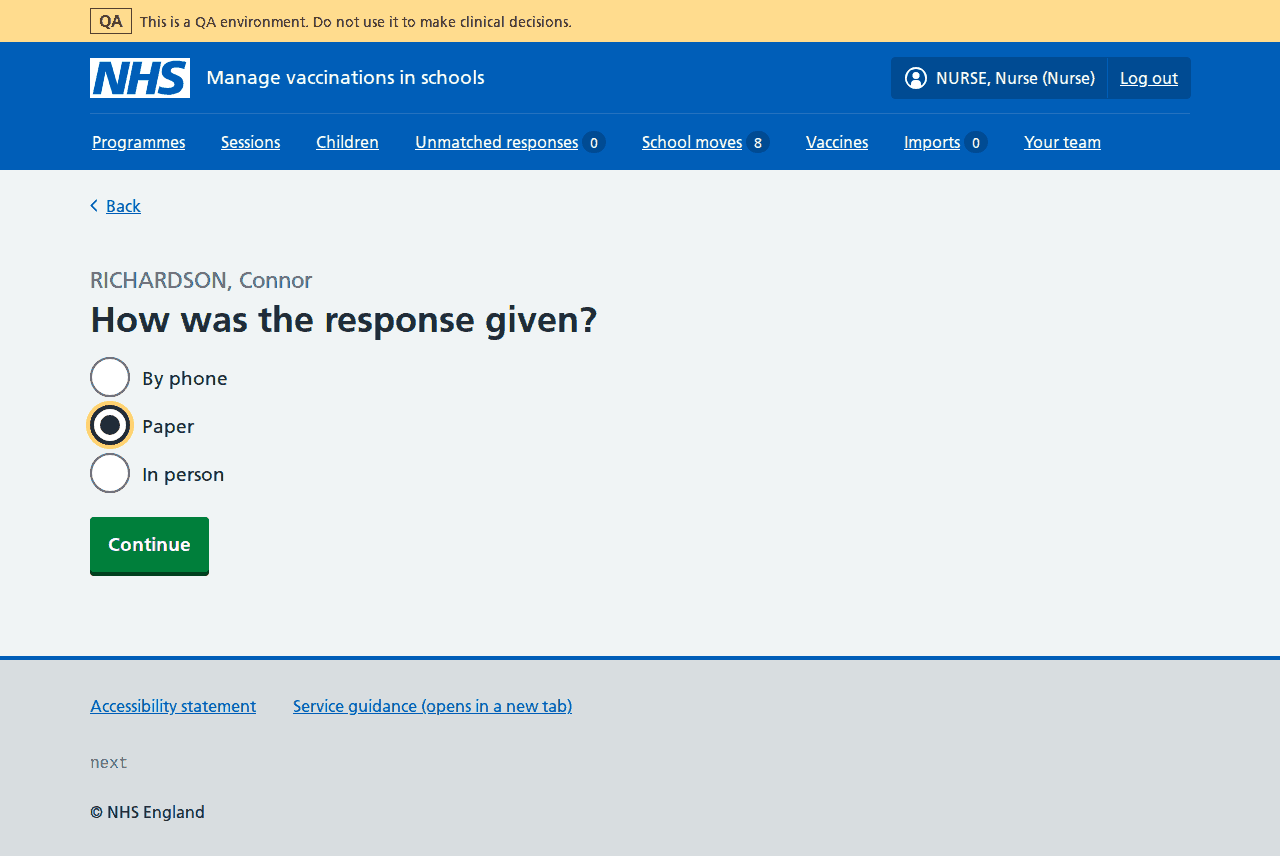 QA This is a QA environment. Do not use it to make clinical decisions.
NHS Manage vaccinations in schools NURSE, Nurse (Nurse) Log out
Programmes Sessions Children Unmatched responses 0 School moves 8 Vaccines Imports 0 Your team
Back
RICHARDSON, Connor
How was the response given?
By phone
Paper
In person
Continue
Accessibility statement Service guidance (opens in a new tab)
next
© NHS England